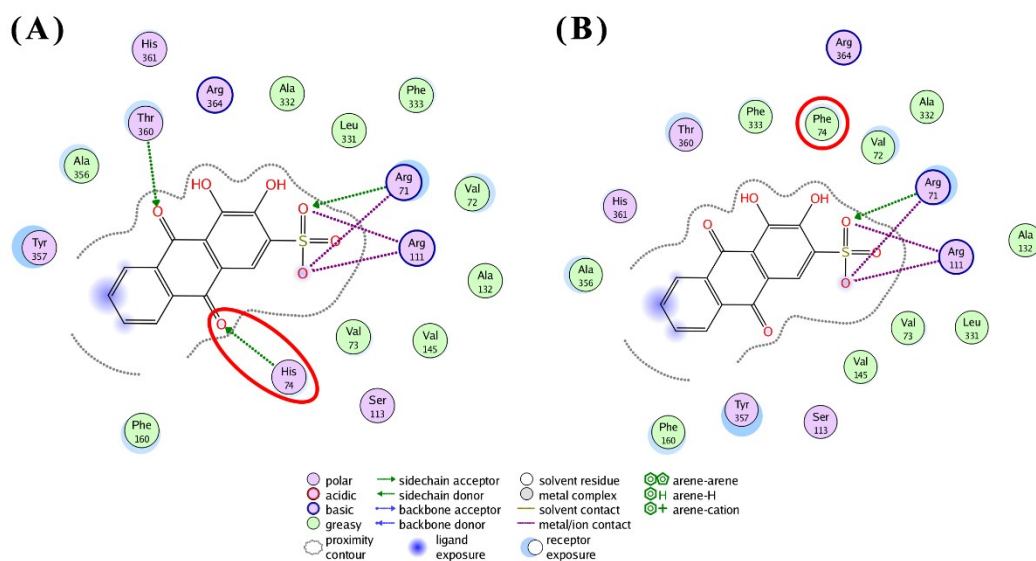 (A)
His
361
Arg
364
Ala
332
Phe
333
Thr
360
Leu
331
Ala
356
HO
OH
Arg
71
Val
72
O
O
S
O
O
Tyr
357
Arg
111
Ala
132
O
Val
73
Val
145
His
74
Ser
113
Phe
160
(B)
Arg
364
Phe
333
Phe
74
Ala
332
Thr
360
Val
72
Arg
71
His
361
HO
OH
O
O
S
O
O
Ala
132
Arg
111
Ala
356
O
Val
73
Leu
331
Val
145
Tyr
357
Ser
113
Phe
160
polar
acidic
basic
greasy
proximity
contour
sidechain acceptor
sidechain donor
backbone acceptor
backbone donor
ligand
exposure
solvent residue
metal complex
solvent contact
metal/ion contact
receptor
exposure
arene-arene
H arene-H
+ arene-cation